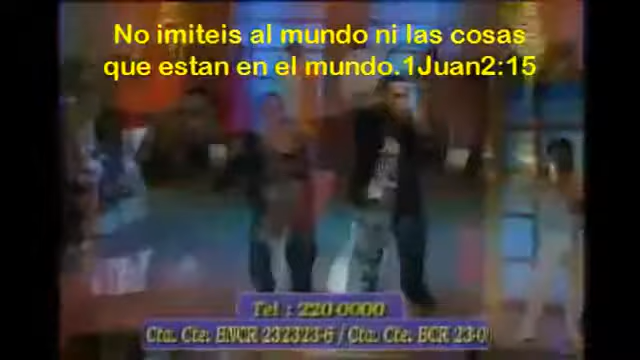 No imiteis al mundo ni las cosas
que estan en el mundo.1Juan2:15
Tel : 220-0000
Cta. Cte. BNCR 232323-6 / Cta. Cte. BCR 23-0